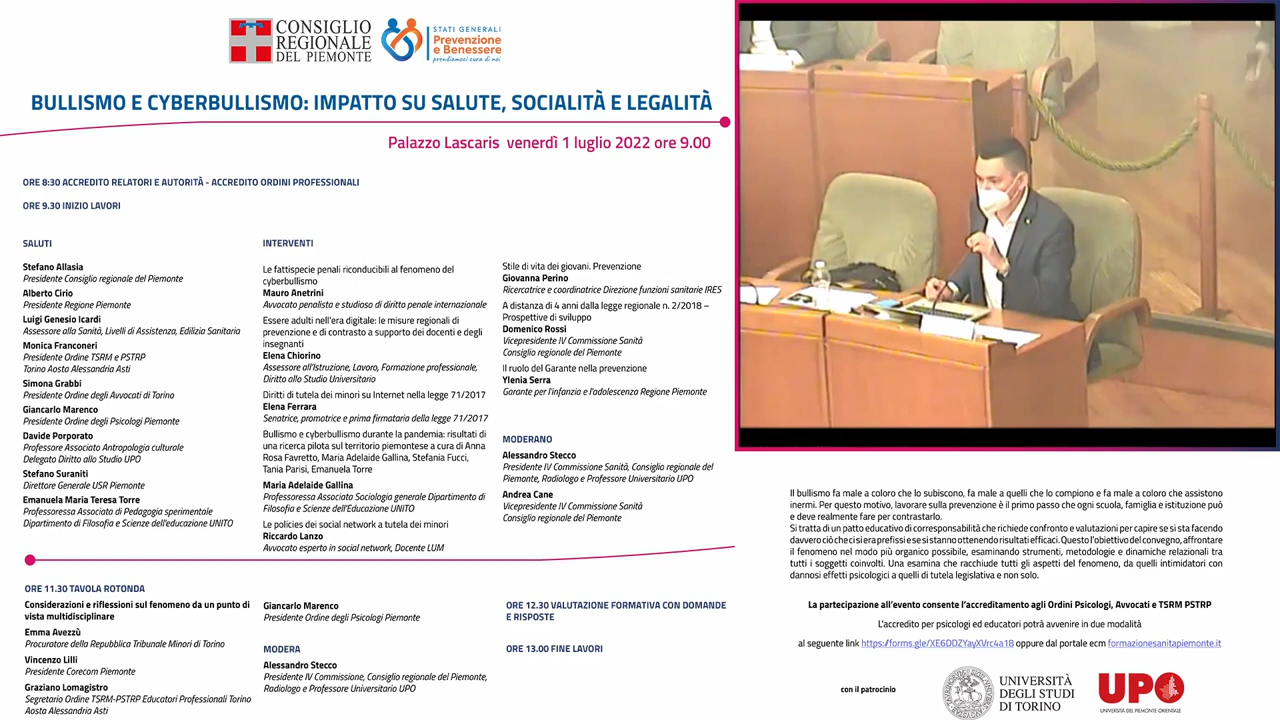 CONSIGLIO
REGIONALE
DEL PIEMONTE
STATI GENERALI
Prevenzione
e Benessere
prendiamoci cura di noi
BULLISMO E CYBERBULLISMO: IMPATTO SU SALUTE, SOCIALITÀ E LEGALITÀ
Palazzo Lascaris venerdì 1 luglio 2022 ore 9.00
ORE 8:30 ACCREDITO RELATORI E AUTORITÀ - ACCREDITO ORDINI PROFESSIONALI
ORE 9.30 INIZIO LAVORI
SALUTI
Stefano Allasia
Presidente Consiglio regionale del Piemonte
Alberto Cirio
Presidente Regione Piemonte
Luigi Genesio Icardi
Assessore alla Sanità, Livelli di Assistenza, Edilizia Sanitaria
Monica Franconeri
Presidente Ordine TSRM e PSTRP
Torino Aosta Alessandria Asti
Simona Grabbi
Presidente Ordine degli Avvocati di Torino
Giancarlo Marenco
Presidente Ordine degli Psicologi Piemonte
Davide Porporato
Professore Associato Antropologia culturale
Delegato Diritto allo Studio UPO
Stefano Suraniti
Direttore Generale USR Piemonte
Emanuela Maria Teresa Torre
Professoressa Associata di Pedagogia sperimentale
Dipartimento di Filosofia e Scienze dell'educazione UNITO
INTERVENTI
Le fattispecie penali riconducibili al fenomeno del
cyberbullismo
Mauro Anetrini
Avvocato penalista e studioso di diritto penale internazionale
Essere adulti nell'era digitale: le misure regionali di
prevenzione e di contrasto a supporto dei docenti e degli
insegnanti
Elena Chiorino
Assessore all'Istruzione, Lavoro, Formazione professionale,
Diritto allo Studio Universitario
Diritti di tutela dei minori su Internet nella legge 71/2017
Elena Ferrara
Senatrice, promotrice e prima firmataria della legge 71/2017
Bullismo e cyberbullismo durante la pandemia: risultati di
una ricerca pilota sul territorio piemontese a cura di Anna
Rosa Favretto, Maria Adelaide Gallina, Stefania Fucci,
Tania Parisi, Emanuela Torre
Maria Adelaide Gallina
Professoressa Associata Sociologia generale Dipartimento di
Filosofia e Scienze dell'Educazione UNITO
Le policies dei social network a tutela dei minori
Riccardo Lanzo
Avvocato esperto in social network, Docente LUM
Stile di vita dei giovani. Prevenzione
Giovanna Perino
Ricercatrice e coordinatrice Direzione funzioni sanitarie IRES
A distanza di 4 anni dalla legge regionale n. 2/2018 –
Prospettive di sviluppo
Domenico Rossi
Vicepresidente IV Commissione Sanità
Consiglio regionale del Piemonte
Il ruolo del Garante nella prevenzione
Ylenia Serra
Garante per l'infanzia e l'adolescenza Regione Piemonte
MODERANO
Alessandro Stecco
Presidente IV Commissione Sanità, Consiglio regionale del
Piemonte, Radiologo e Professore Universitario UPO
Andrea Cane
Vicepresidente IV Commissione Sanità
Consiglio regionale del Piemonte
ORE 11.30 TAVOLA ROTONDA
Considerazioni e riflessioni sul fenomeno da un punto di
vista multidisciplinare
Emma Avezzù
Procuratore della Repubblica Tribunale Minori di Torino
Vincenzo Lilli
Presidente Corecom Piemonte
Graziano Lomagistro
Segretario Ordine TSRM-PSTRP Educatori Professionali Torino
Aosta Alessandria Asti
Giancarlo Marenco
Presidente Ordine degli Psicologi Piemonte
MODERA
Alessandro Stecco
Presidente IV Commissione, Consiglio regionale del Piemonte,
Radiologo e Professore Universitario UPO
ORE 12.30 VALUTAZIONE FORMATIVA CON DOMANDE
E RISPOSTE
ORE 13.00 FINE LAVORI
Il bullismo fa male a coloro che lo subiscono, fa male a quelli che lo compiono e fa male a coloro che assistono
inermi. Per questo motivo, lavorare sulla prevenzione è il primo passo che ogni scuola, famiglia e istituzione può
e deve realmente fare per contrastarlo.
Si tratta di un patto educativo di corresponsabilità che richiede confronto e valutazioni per capire se si sta facendo
davvero ciò che ci si era prefissi e se si stanno ottenendo risultati efficaci. Questo l'obiettivo del convegno, affrontare
il fenomeno nel modo più organico possibile, esaminando strumenti, metodologie e dinamiche relazionali tra
tutti i soggetti coinvolti. Una esamina che racchiude tutti gli aspetti del fenomeno, da quelli intimidatori con
dannosi effetti psicologici a quelli di tutela legislativa e non solo.
La partecipazione all'evento consente l'accreditamento agli Ordini Psicologi, Avvocati e TSRM PSTRP
L'accredito per psicologi ed educatori potrà avvenire in due modalità
al seguente link https://forms.gle/XE6DDZYayXVrc4a18 oppure dal portale ecm formazionesanitapiemonte.it
con il patrocinio
UNIVERSITÀ
DEGLI STUDI
DI TORINO
UPO
UNIVERSITÀ DEL PIEMONTE ORIENTALE